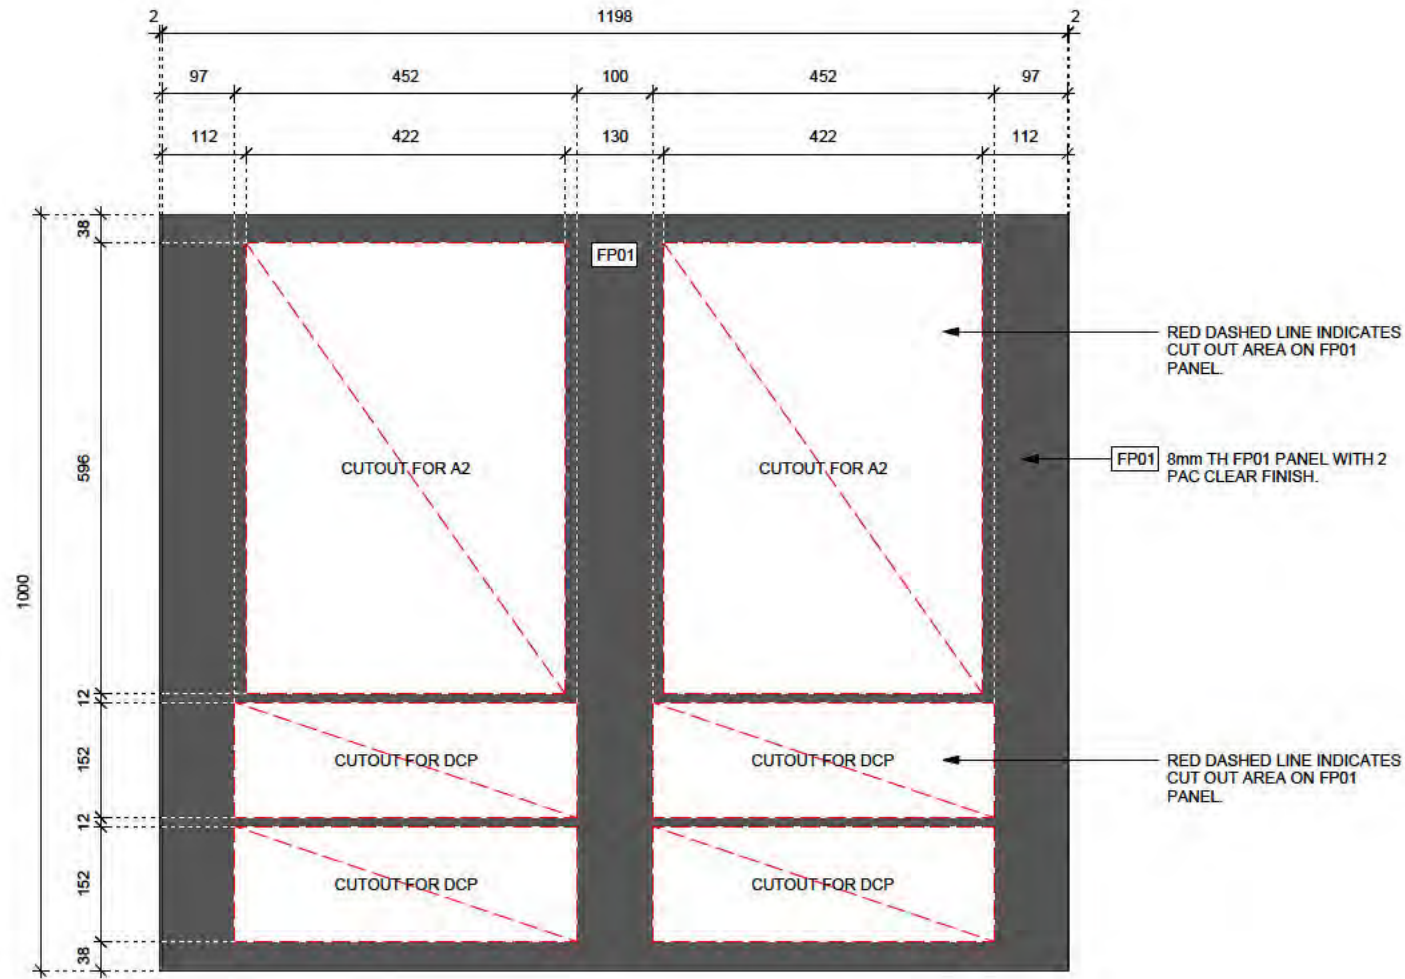 2 1198 2
97 452 100 452 97
112 422 130 422 112
38
FP01
RED DASHED LINE INDICATES
CUT OUT AREA ON FP01
PANEL.
CUTOUT FOR A2 CUTOUT FOR A2
596
FP01 8mm TH FP01 PANEL WITH 2
PAC CLEAR FINISH.
1000
12
152
CUTOUT FOR DCP CUTOUT FOR DCP
RED DASHED LINE INDICATES
CUT OUT AREA ON FP01
PANEL.
12
152
CUTOUT FOR DCP CUTOUT FOR DCP
38